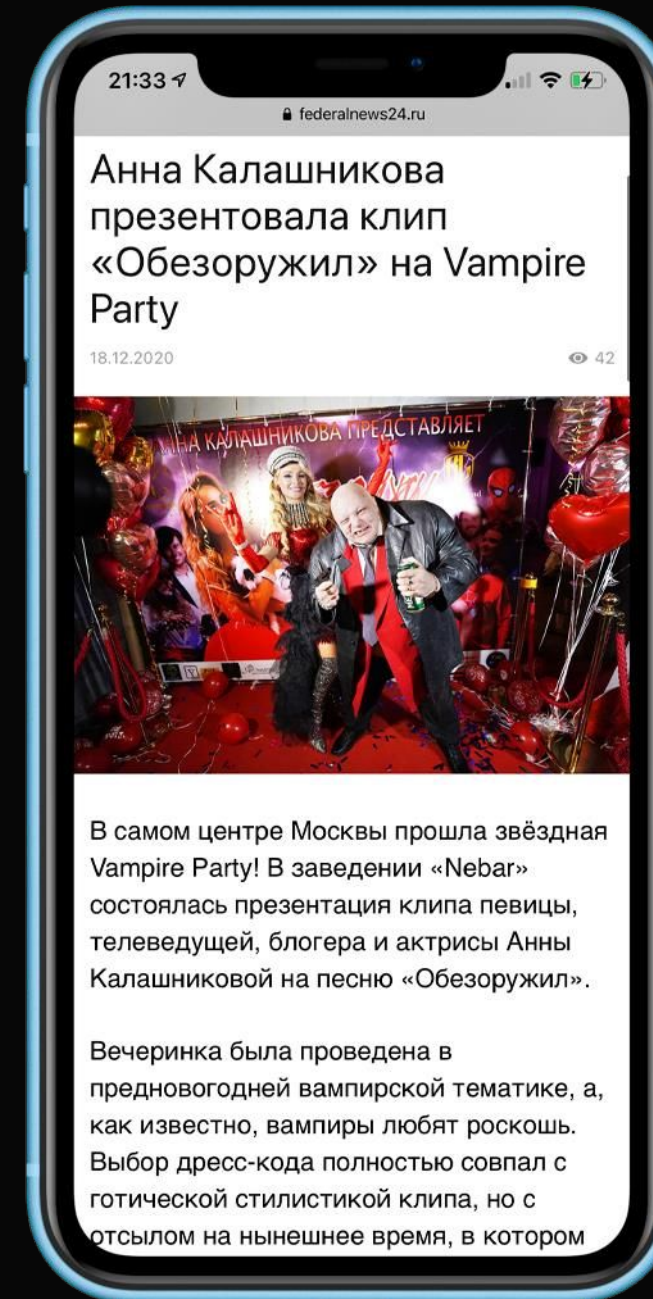 21:33
federalnews24.ru
Анна Калашникова
презентовала клип
«Обезоружил» на Vampire
Party
18.12.2020
42
НА КАЛАШНИКОВА ПРЕДСТАВЛЯЕТ
В самом центре Москвы прошла звёздная
Vampire Party! В заведении «Nebar»
состоялась презентация клипа певицы,
телеведущей, блогера и актрисы Анны
Калашниковой на песню «Обезоружил».
Вечеринка была проведена в
предновогодней вампирской тематике, а,
как известно, вампиры любят роскошь.
Выбор дресс-кода полностью совпал с
готической стилистикой клипа, но с
отсылом на нынешнее время, в котором